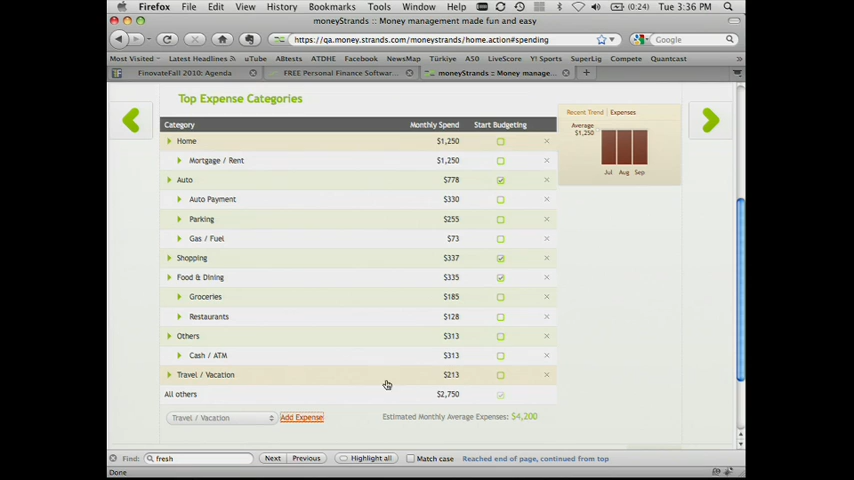 Firefox File Edit View History Bookmarks Tools Window Help (0:24) Tue 3:36 PM
moneyStrands :: Money management made fun and easy
https://qa.money.strands.com/moneystrands/home.action#spending Google
Most Visited Latest Headlines uTube ABtests ATDHE Facebook NewsMap Türkiye A50 LiveScore Y! Sports SuperLig Compete Quantcast
FinovateFall 2010: Agenda FREE Personal Finance Softwar... moneyStrands :: Money manage...
Top Expense Categories
Category Monthly Spend Start Budgeting
Home $1,250
Mortgage / Rent $1,250
Auto $778
Auto Payment $330
Parking $255
Gas / Fuel $73
Shopping $337
Food & Dining $335
Groceries $185
Restaurants $128
Others $313
Cash / ATM $313
Travel / Vacation $213
All others $2,750
Travel / Vacation Add Expense Estimated Monthly Average Expenses: $4,200
Recent Trend Expenses
Average
$1,250
Jul Aug Sep
Find: fresh Next Previous Highlight all Match case Reached end of page, continued from top
Done